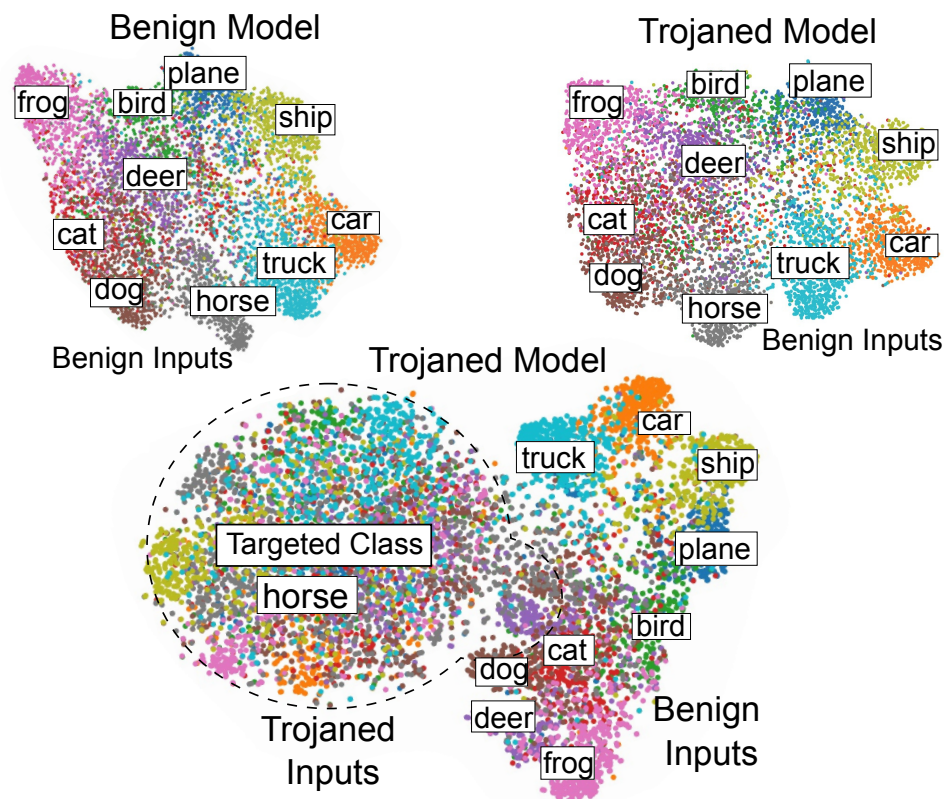 Benign Model
plane
frog
bird
ship
deer
cat
car
truck
dog
horse
Benign Inputs
Trojaned Model
bird
plane
frog
ship
deer
cat
car
truck
dog
horse
Benign Inputs
Trojaned Model
car
truck
ship
Targeted Class
plane
horse
bird
cat
dog
deer
frog
Trojaned
Inputs
Benign
Inputs